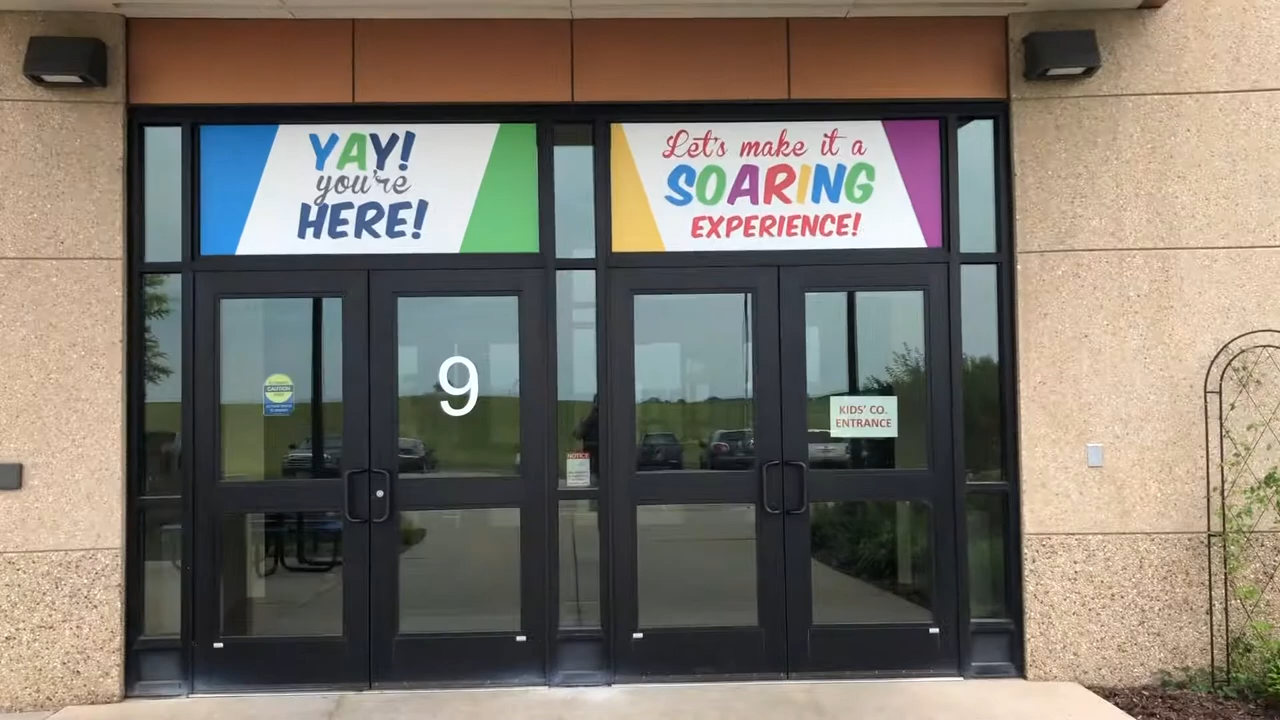 YAY!
you're
HERE!
Let's make it a
SOARING
EXPERIENCE!
CAUTION
9
NOTICE
KIDS' CO.
ENTRANCE